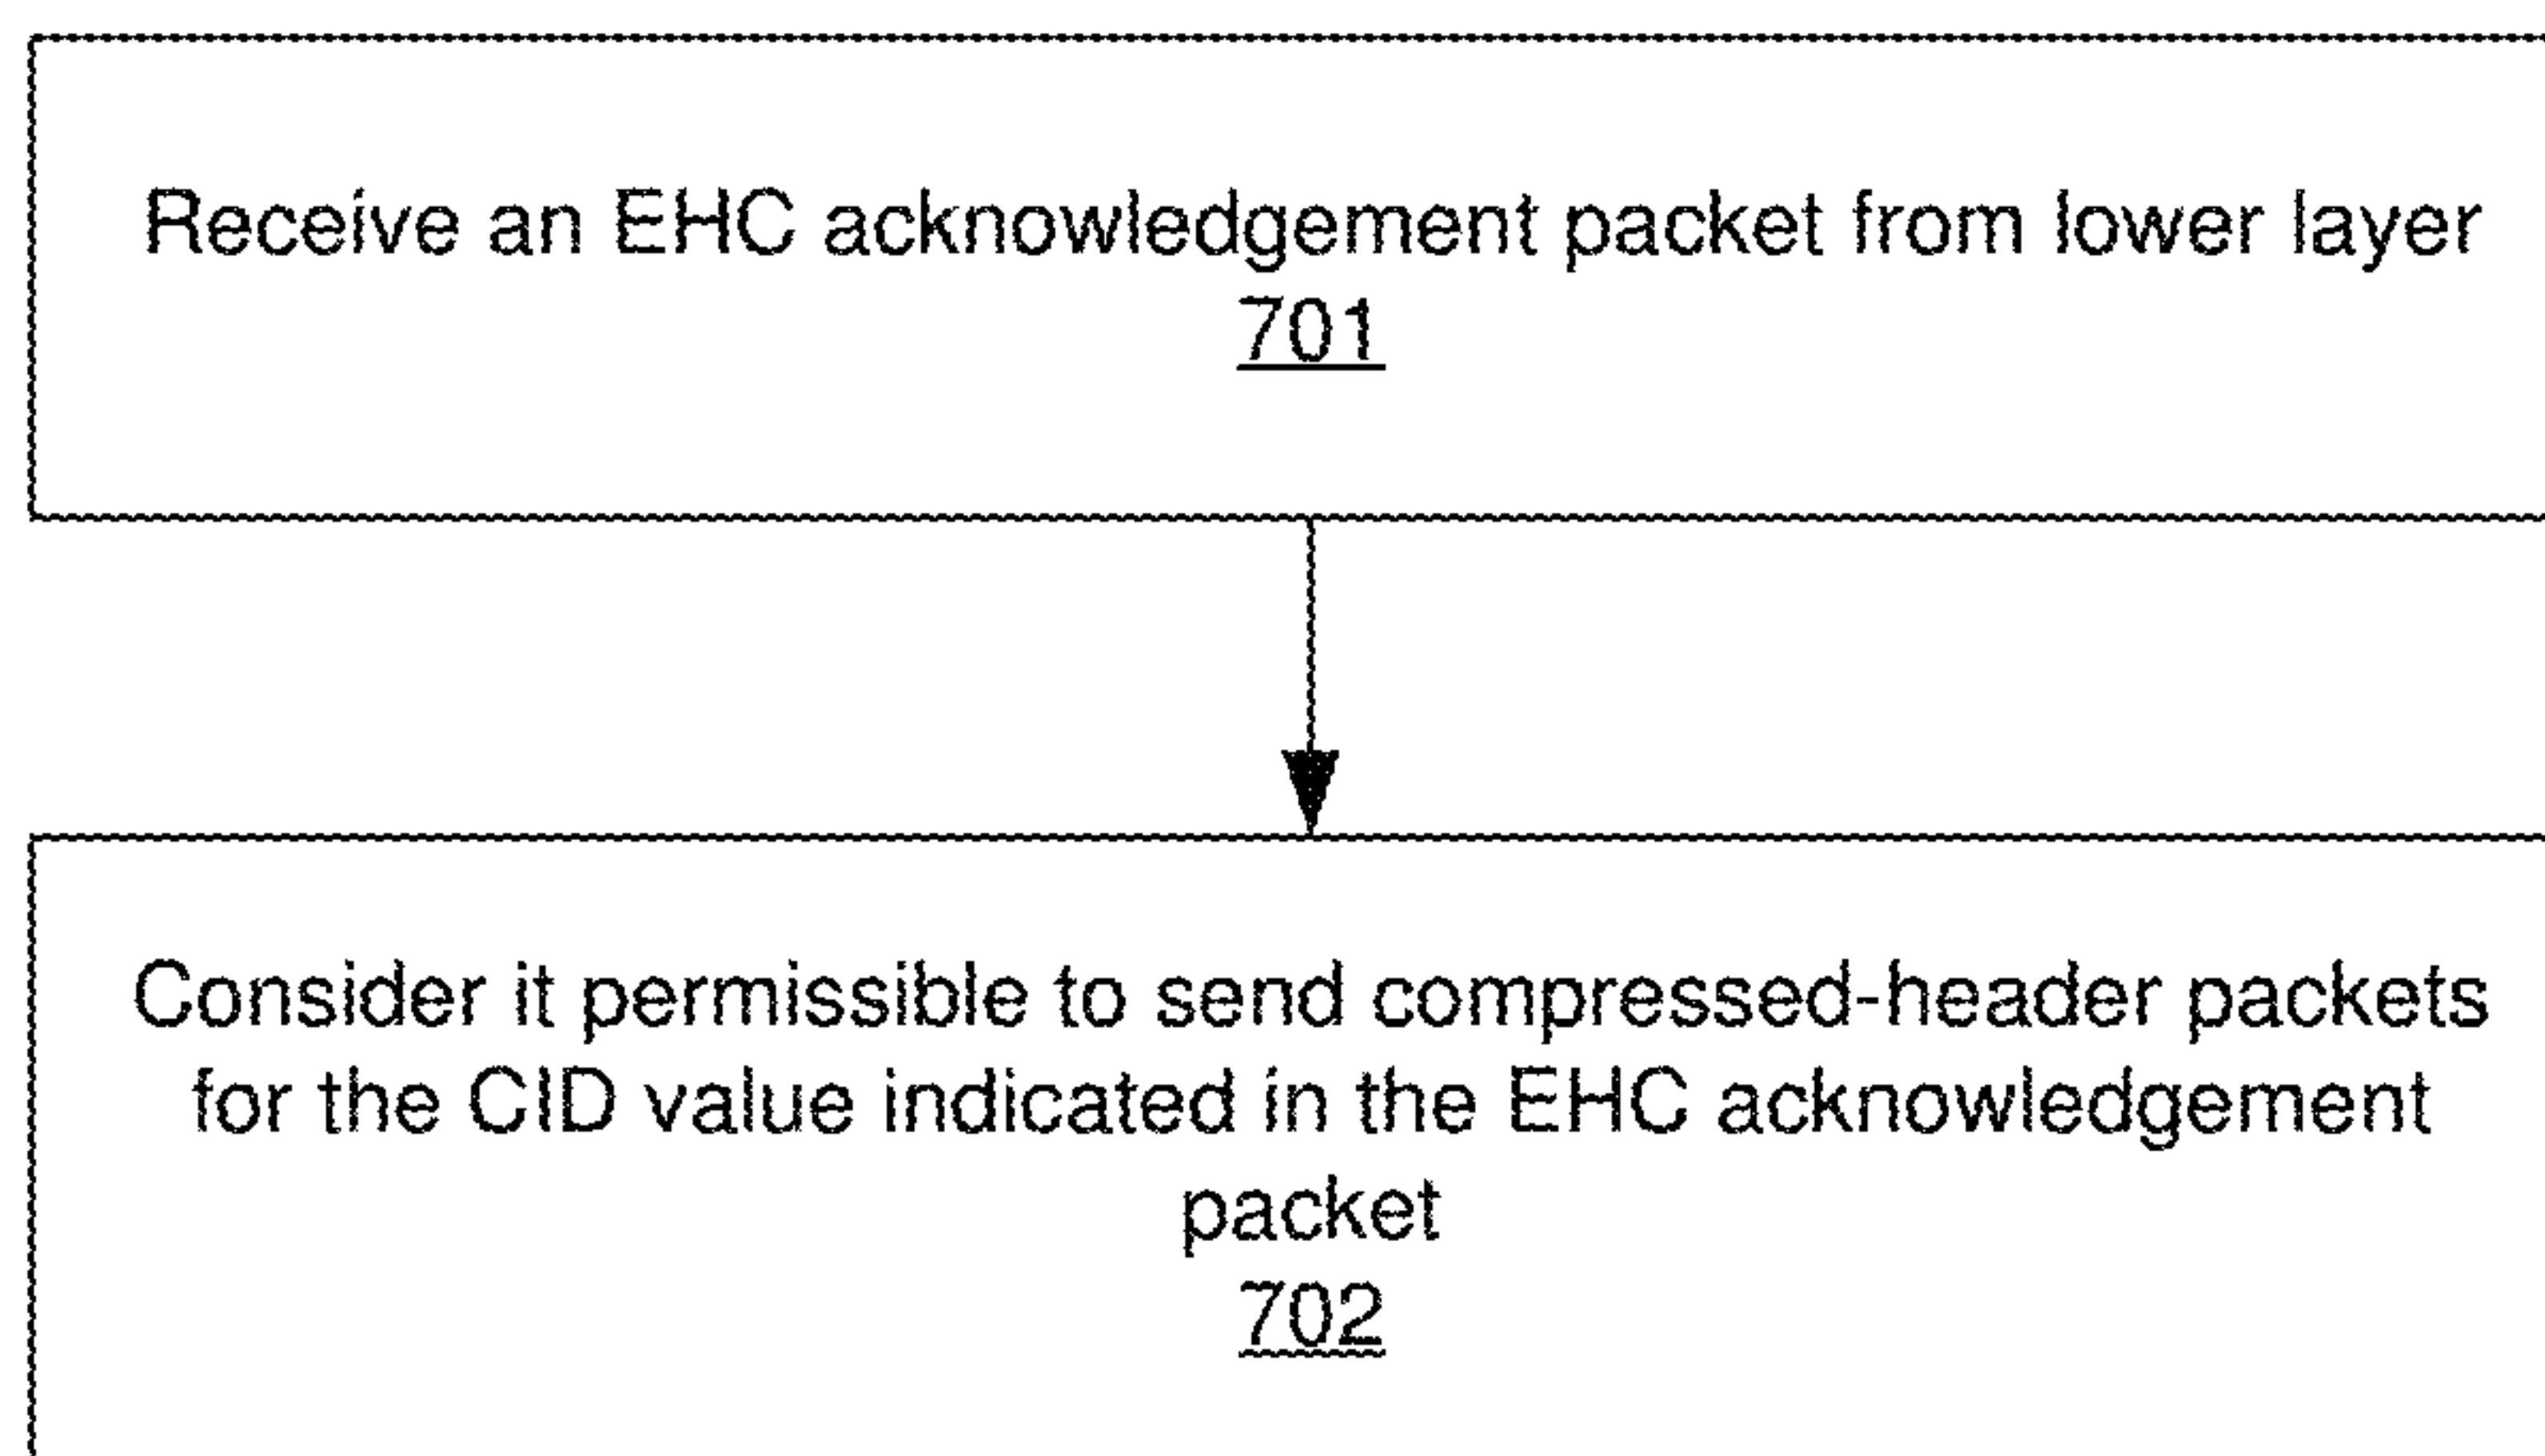 Receive an EHC acknowledgement packet from lower layer
701
Consider it permissible to send compressed-header packets
for the CID value indicated in the EHC acknowledgement
packet
702